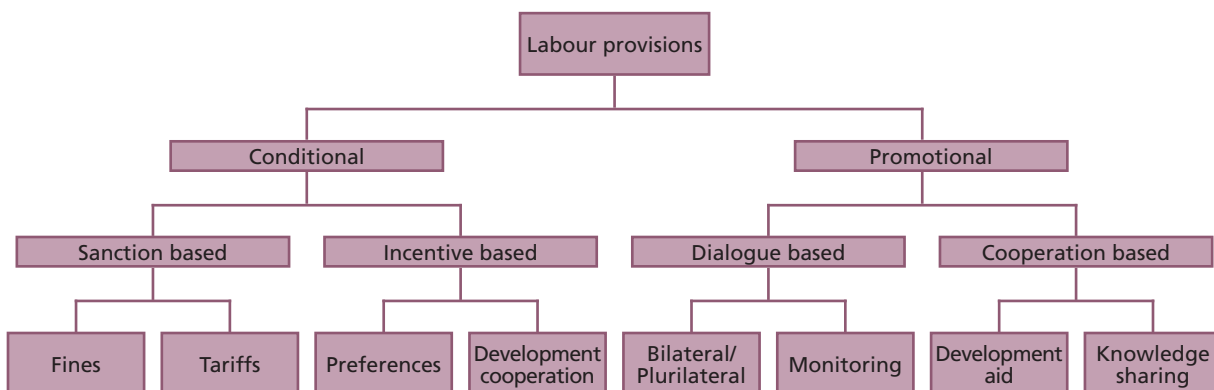 Labour provisions
Conditional
Promotional
Sanction based
Incentive based
Dialogue based
Cooperation based
Fines
Tariffs
Preferences
Development
cooperation
Bilateral/
Plurilateral
Monitoring
Development
aid
Knowledge
sharing